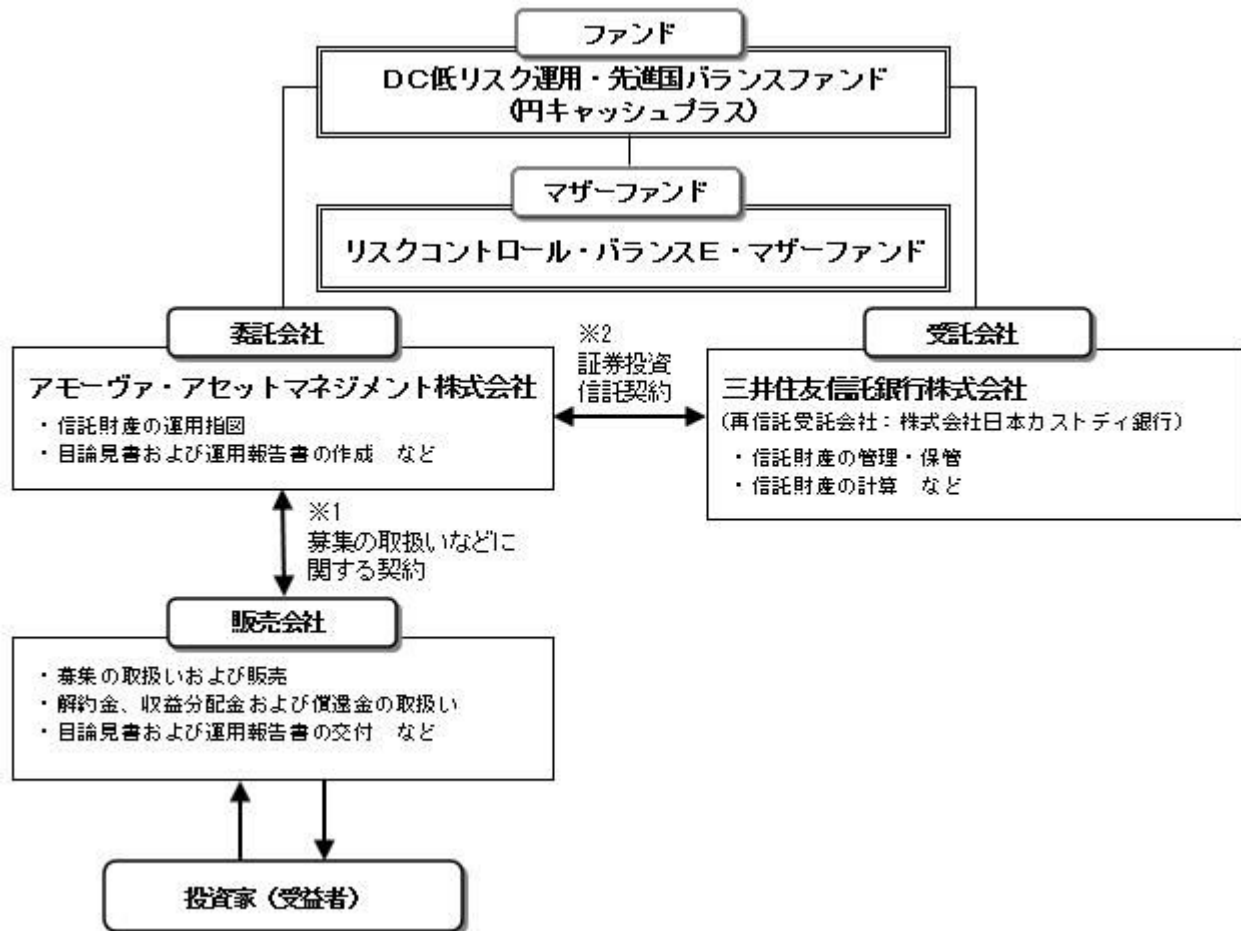 ファンド
DC低リスク運用・先進国バランスファンド
(円キャッシュプラス)
マザーファンド
リスクコントロール・バランスE・マザーファンド
委託会社
アモーヴァ・アセットマネジメント株式会社
・信託財産の運用指図
・目論見書および運用報告書の作成 など
※2
証券投資
信託契約
受託会社
三井住友信託銀行株式会社
(再信託受託会社:株式会社日本カストディ銀行)
・信託財産の管理・保管
・信託財産の計算 など
※1
募集の取扱いなどに
関する契約
販売会社
・募集の取扱いおよび販売
・解約金、収益分配金および償還金の取扱い
・目論見書および運用報告書の交付 など
投資家(受益者)